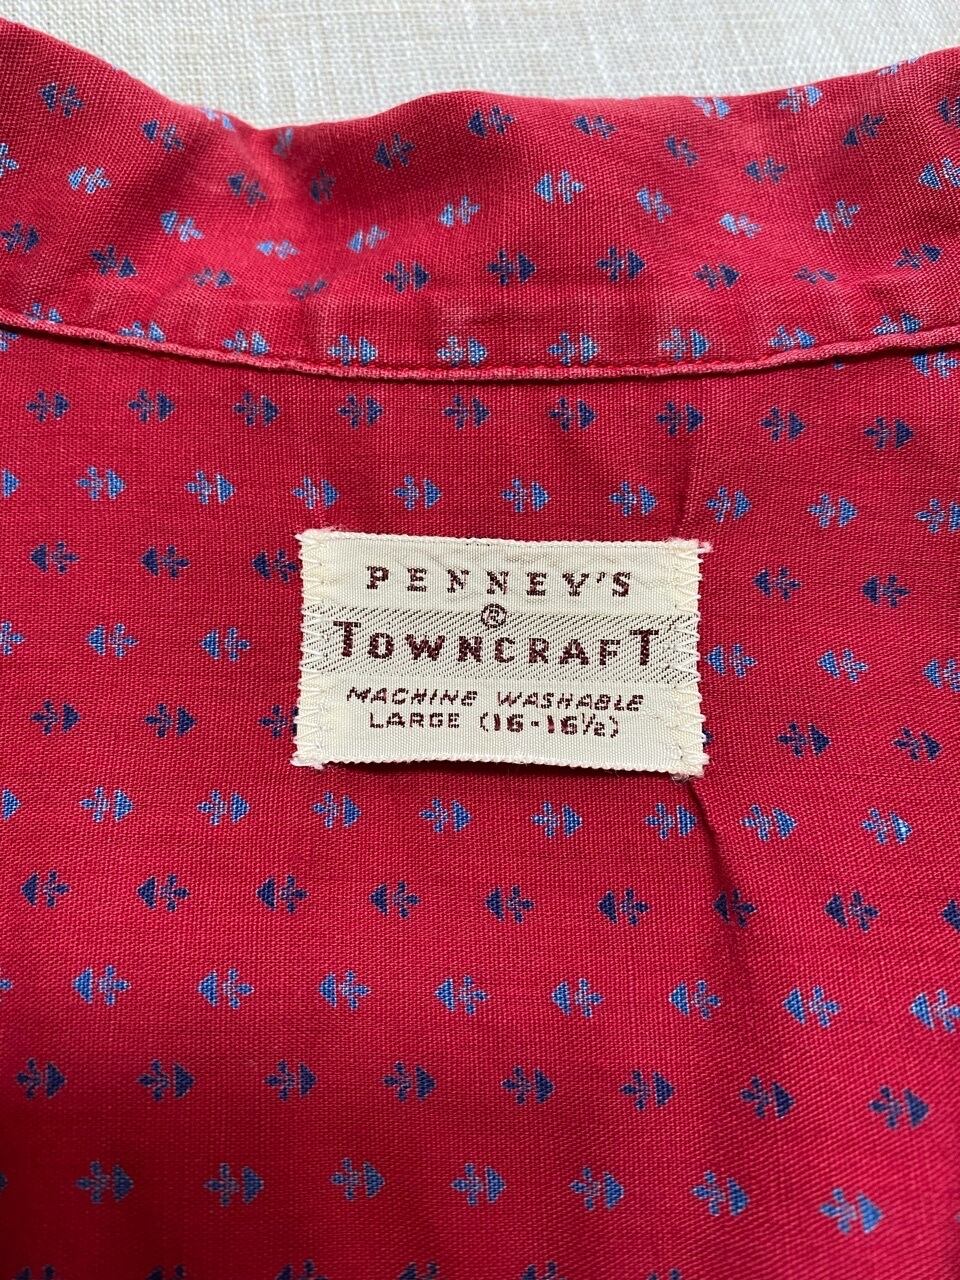 PENNEY'S
®
TOWNCRAFT
MACHINE WASHABLE
LARGE (16-16½)